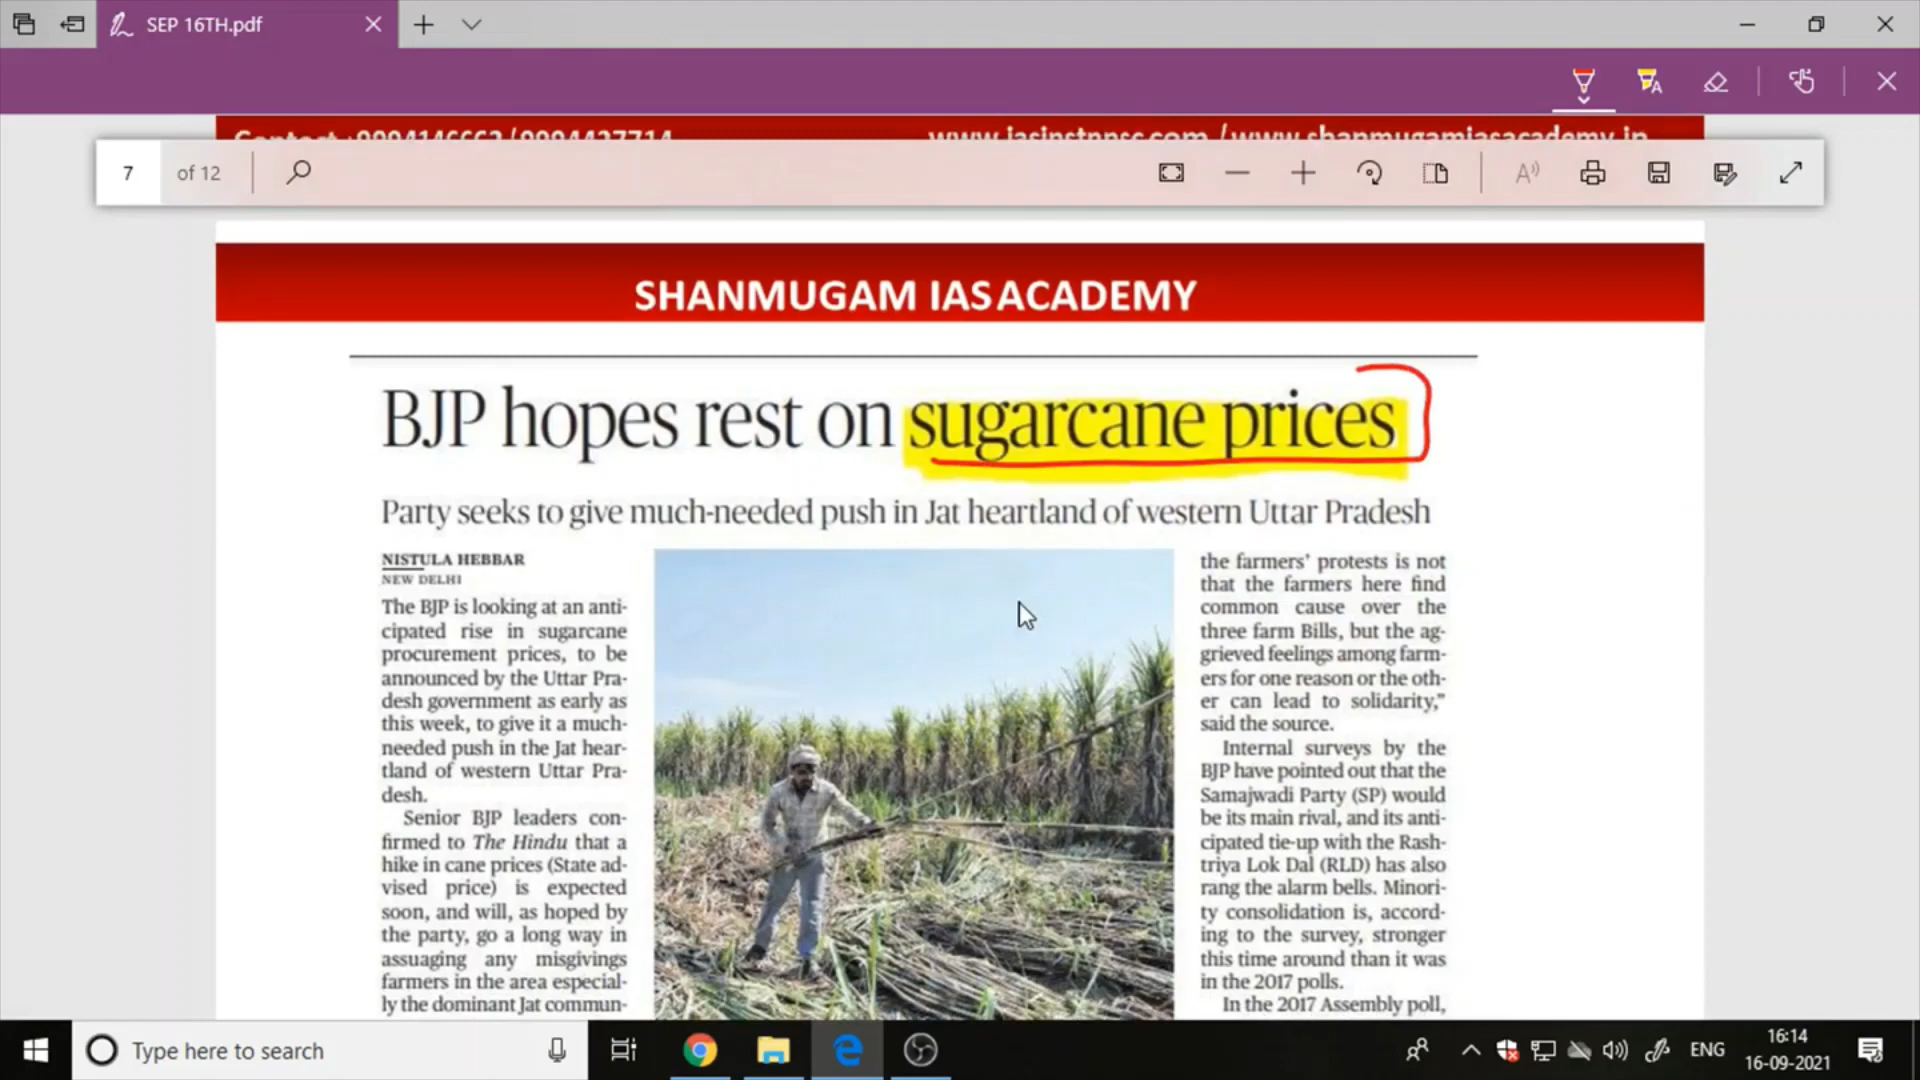 SEP 16TH.pdf
Contact :9994146663 / 9994427714
www.iasinstnpsc.com / www.shanmugamiasacademy.in
7 of 12
SHANMUGAM IAS ACADEMY
BJP hopes rest on sugarcane prices
Party seeks to give much-needed push in Jat heartland of western Uttar Pradesh
NISTULA HEBBAR
NEW DELHI
The BJP is looking at an anti-
cipated rise in sugarcane
procurement prices, to be
announced by the Uttar Pra-
desh government as early as
this week, to give it a much-
needed push in the Jat hear-
tland of western Uttar Pra-
desh.
Senior BJP leaders con-
firmed to The Hindu that a
hike in cane prices (State ad-
vised price) is expected
soon, and will, as hoped by
the party, go a long way in
assuaging any misgivings
farmers in the area especial-
ly the dominant Jat commun-
the farmers' protests is not
that the farmers here find
common cause over the
three farm Bills, but the ag-
grieved feelings among farm-
ers for one reason or the oth-
er can lead to solidarity,"
said the source.
Internal surveys by the
BJP have pointed out that the
Samajwadi Party (SP) would
be its main rival, and its anti-
cipated tie-up with the Rash-
triya Lok Dal (RLD) has also
rang the alarm bells. Minori-
ty consolidation is, accord-
ing to the survey, stronger
this time around than it was
in the 2017 polls.
In the 2017 Assembly poll,
Type here to search
ENG
16:14
16-09-2021